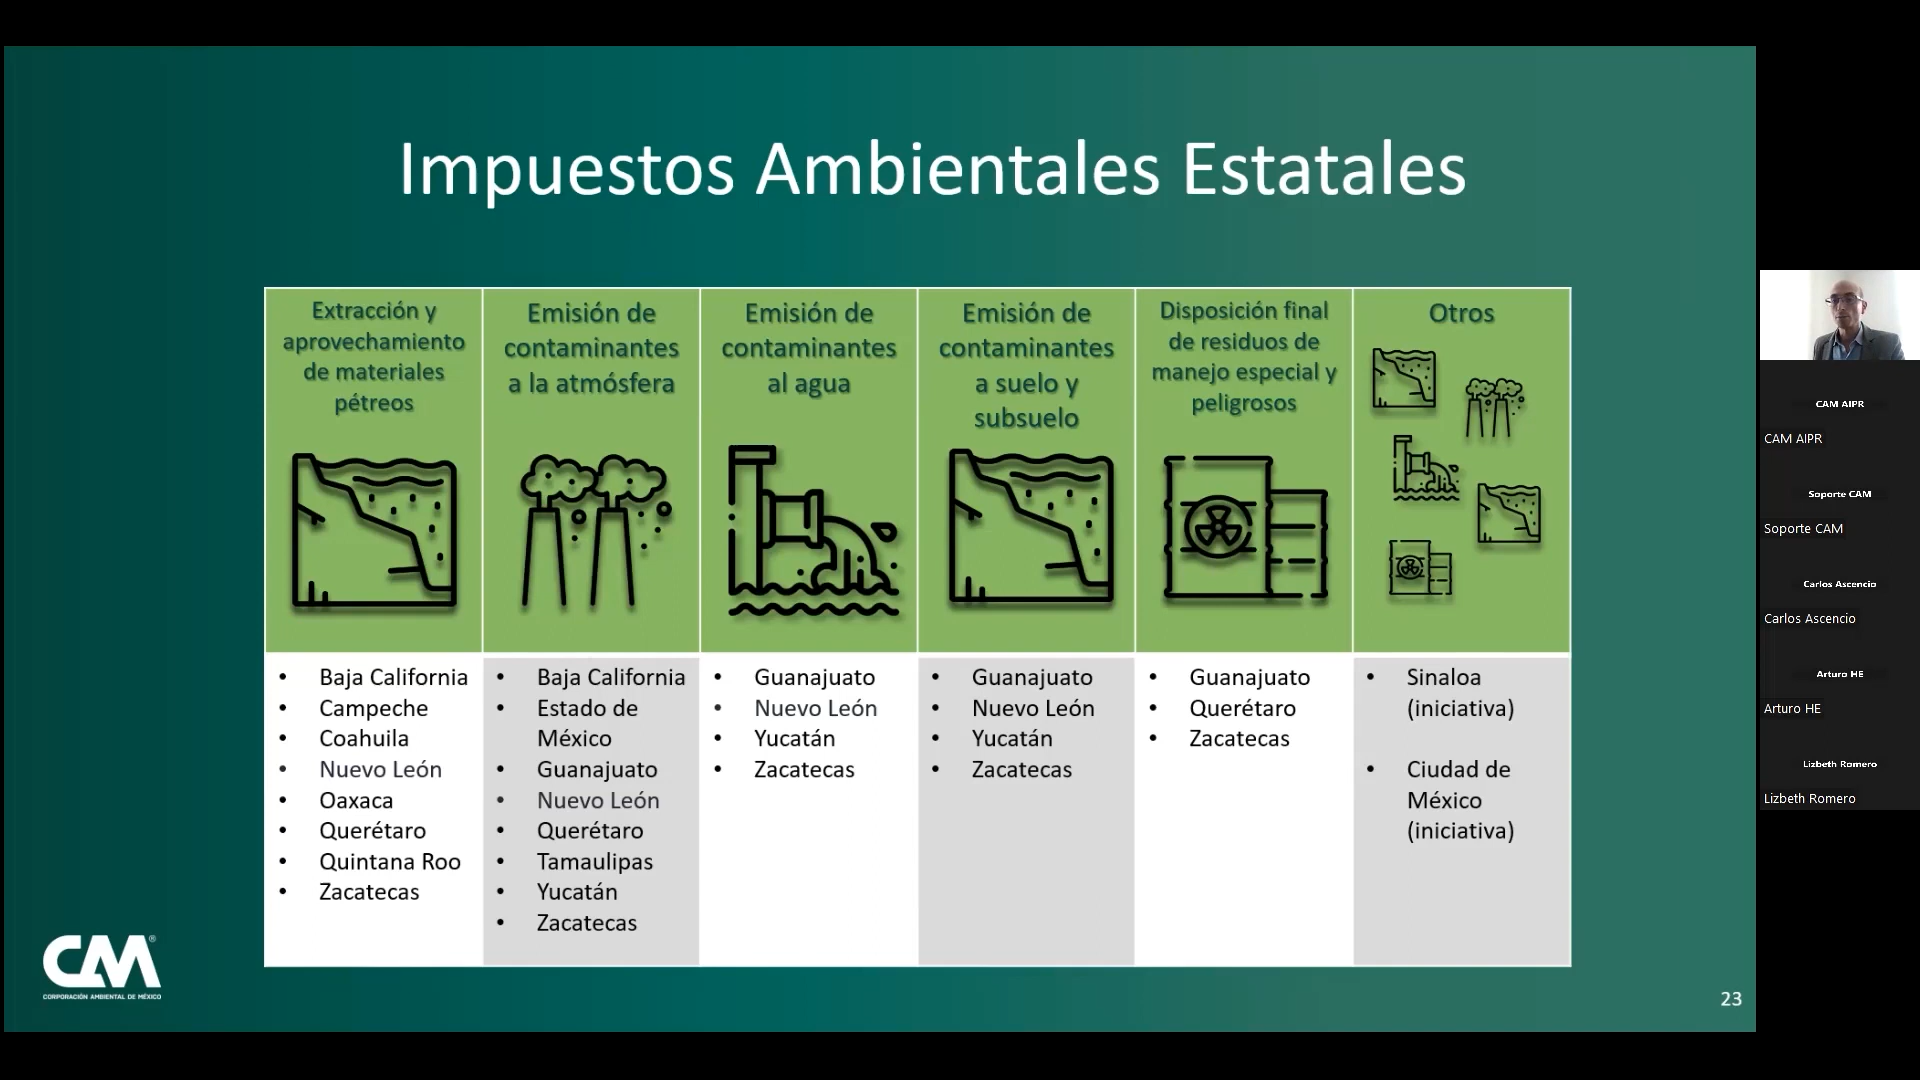 Impuestos Ambientales Estatales
Extracción y
aprovechamiento
de materiales
pétreos
Emisión de
contaminantes
a la atmósfera
Emisión de
contaminantes
al agua
Emisión de
contaminantes
a suelo y
subsuelo
Disposición final
de residuos de
manejo especial y
peligrosos
Otros
• Baja California
• Campeche
• Coahuila
• Nuevo León
• Oaxaca
• Querétaro
• Quintana Roo
• Zacatecas
• Baja California
• Estado de
México
• Guanajuato
• Nuevo León
• Querétaro
• Tamaulipas
• Yucatán
• Zacatecas
• Guanajuato
• Nuevo León
• Yucatán
• Zacatecas
• Guanajuato
• Nuevo León
• Yucatán
• Zacatecas
• Guanajuato
• Querétaro
• Zacatecas
• Sinaloa
(iniciativa)
• Ciudad de
México
(iniciativa)
CAM®
CORPORACIÓN AMBIENTAL DE MÉXICO
23
CAM AIPR
CAM AIPR
Soporte CAM
Soporte CAM
Carlos Ascencio
Carlos Ascencio
Arturo HE
Arturo HE
Lizbeth Romero
Lizbeth Romero